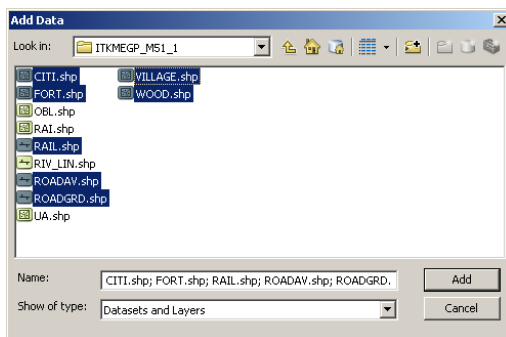 Add Data
Look in: ITKMEGP_M51_1
CITI.shp
FORT.shp
OBL.shp
RAI.shp
RAIL.shp
RIV_LIN.shp
ROADAV.shp
ROADGRD.shp
UA.shp
VILLAGE.shp
WOOD.shp
Name: CITI.shp; FORT.shp; RAIL.shp; ROADAV.shp; ROADGRD. Add
Show of type: Datasets and Layers Cancel